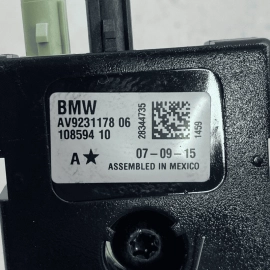 BMW
AV9231178 06
108594 10
28344735
1459
A★ 07-09-15
ASSEMBLED IN MEXICO